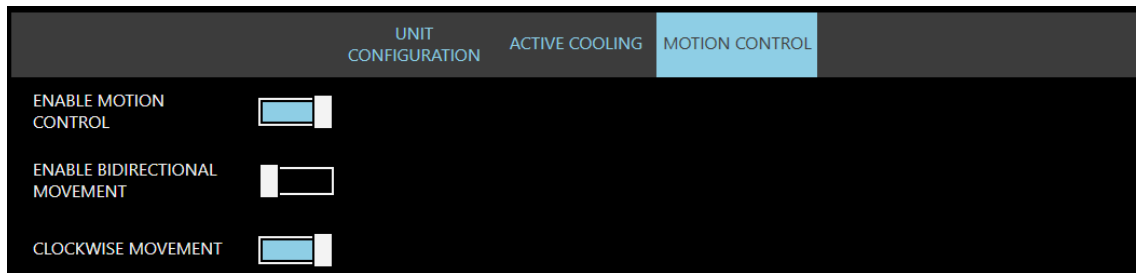 UNIT
CONFIGURATION
ACTIVE COOLING
MOTION CONTROL
ENABLE MOTION
CONTROL
ENABLE BIDIRECTIONAL
MOVEMENT
CLOCKWISE MOVEMENT